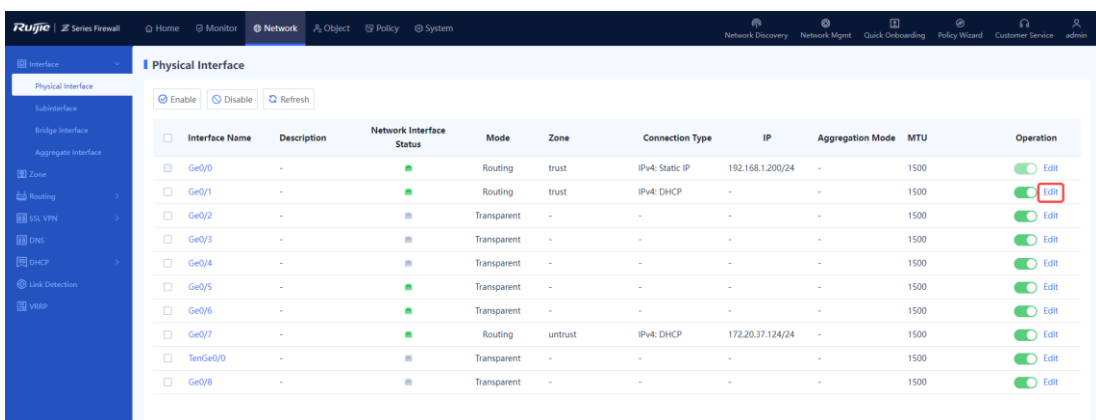 Ruijie | Z Series Firewall Home Monitor Network Object Policy System Network Discovery Network Mgmt Quick Onboarding Policy Wizard Customer Service admin
Interface
Physical Interface
Subinterface
Bridge Interface
Aggregate Interface
Zone
Routing
SSL VPN
DNS
DHCP
Link Detection
VRRP
Physical Interface
Enable Disable Refresh
Interface Name Description Network Interface Status Mode Zone Connection Type IP Aggregation Mode MTU Operation
Ge0/0 - Routing trust IPv4: Static IP 192.168.1.200/24 - 1500 Edit
Ge0/1 - Routing trust IPv4: DHCP - - 1500 Edit
Ge0/2 - Transparent - - - - 1500 Edit
Ge0/3 - Transparent - - - - 1500 Edit
Ge0/4 - Transparent - - - - 1500 Edit
Ge0/5 - Transparent - - - - 1500 Edit
Ge0/6 - Transparent - - - - 1500 Edit
Ge0/7 - Routing untrust IPv4: DHCP 172.20.37.124/24 - 1500 Edit
TenGe0/0 - Transparent - - - - 1500 Edit
Ge0/8 - Transparent - - - - 1500 Edit